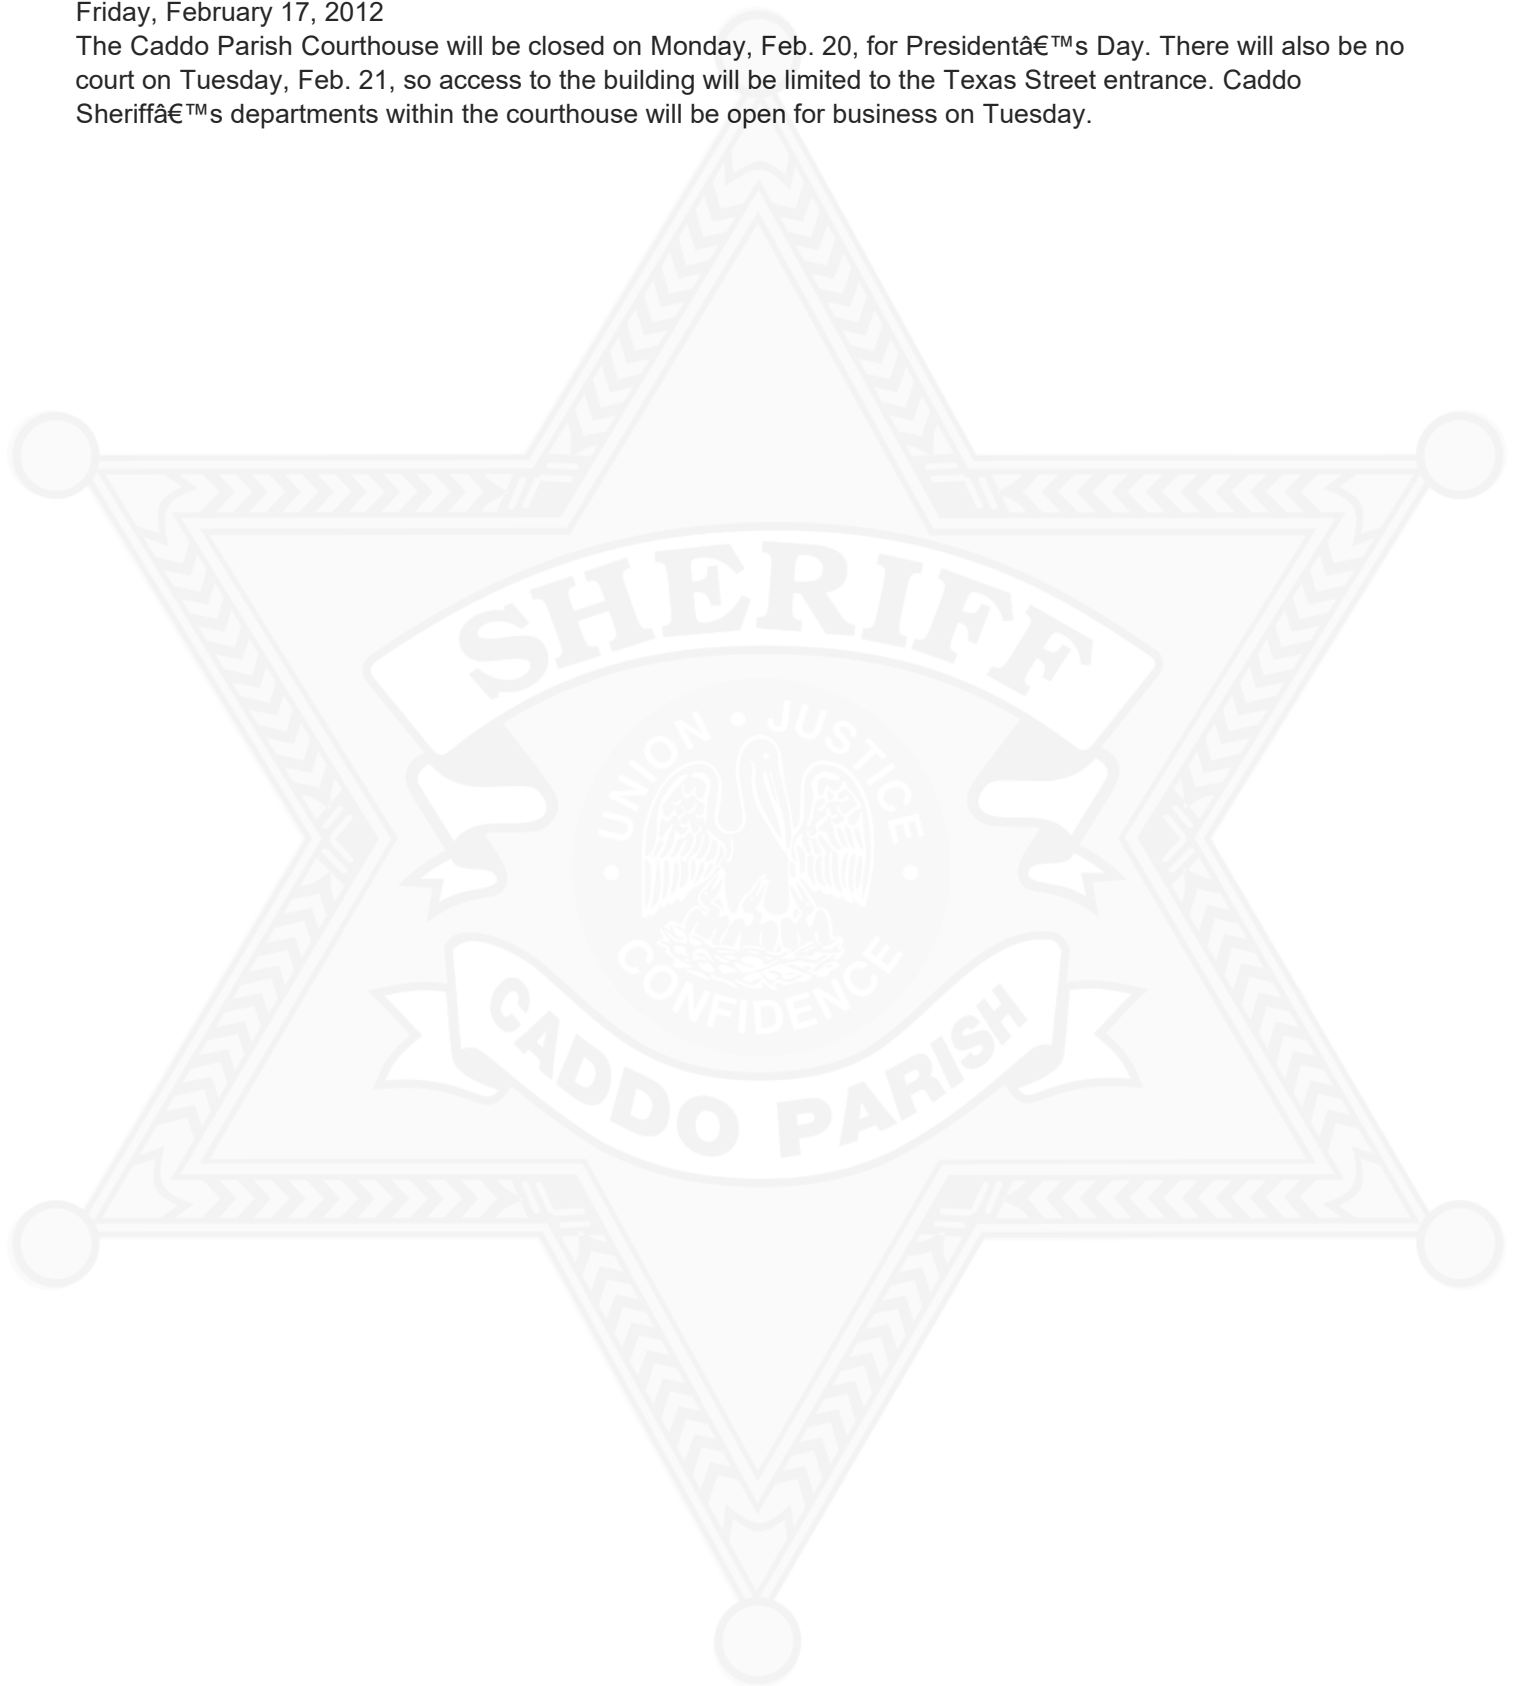 Friday, February 17, 2012
The Caddo Parish Courthouse will be closed on Monday, Feb. 20, for Presidentâ€™s Day. There will also be no
court on Tuesday, Feb. 21, so access to the building will be limited to the Texas Street entrance. Caddo
Sheriffâ€™s departments within the courthouse will be open for business on Tuesday.
SHERIFF
UNION • JUSTICE
• CONFIDENCE •
CADDO PARISH